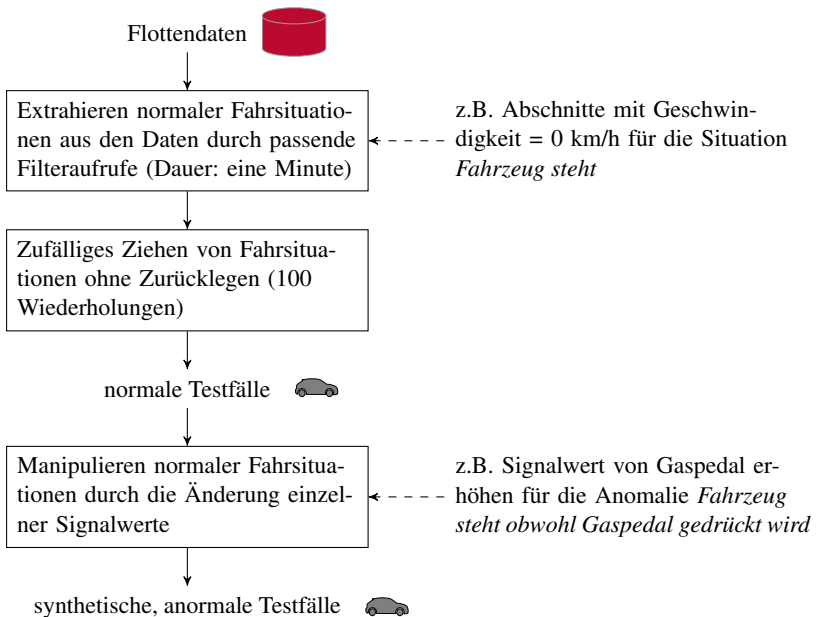 Flottendaten
Extrahieren normaler Fahrsituatio-
nen aus den Daten durch passende
Filteraufrufe (Dauer: eine Minute)
z.B. Abschnitte mit Geschwin-
digkeit = 0 km/h für die Situation
Fahrzeug steht
Zufälliges Ziehen von Fahrsitua-
tionen ohne Zurücklegen (100
Wiederholungen)
normale Testfälle
Manipulieren normaler Fahrsitua-
tionen durch die Änderung einzel-
ner Signalwerte
z.B. Signalwert von Gaspedal er-
höhen für die Anomalie Fahrzeug
steht obwohl Gaspedal gedrückt wird
synthetische, anormale Testfälle